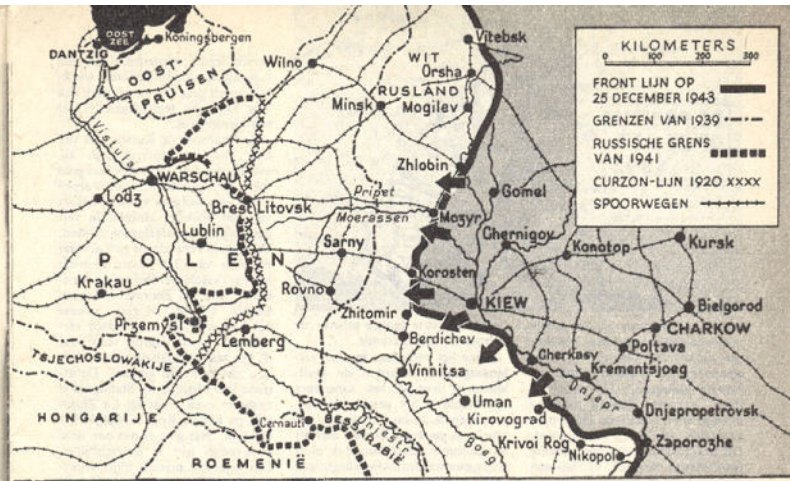 OOST
ZEE
Koningsbergen
DANTZIG
OOST-
PRUISEN
Wilno
WIT
RUSLAND
Vitebsk
Orsha
Mogilev
Minsk
KILOMETERS
0 100 200 300
FRONT LIJN OP
25 DECEMBER 1943
GRENZEN VAN 1939
RUSSISCHE GRENS
VAN 1941
CURZON-LIJN 1920 xxxx
SPOORWEGEN
Vistula
WARSCHAU
Lodz
Brest Litovsk
Zhlobin
Pripet
Moerassen
Gomel
Mozyr
Lublin
Sarny
Chernigov
Konotop
Kursk
POLEN
Korosten
Krakau
Rovno
KIEW
Bielgorod
Przemysl
Zhitomir
CHARKOW
Lemberg
Berdichev
Cherkasy
Poltava
TSJECHOSLOWAKIJE
Vinnitsa
Krementsjoeg
Dnjepr
HONGARIJE
Uman
Kirovograd
Dnjepropetrovsk
Cernauti
Dniestr
BESSARABIË
Boeg
Krivoi Rog
Zaporozhe
ROEMENIË
Nikopol